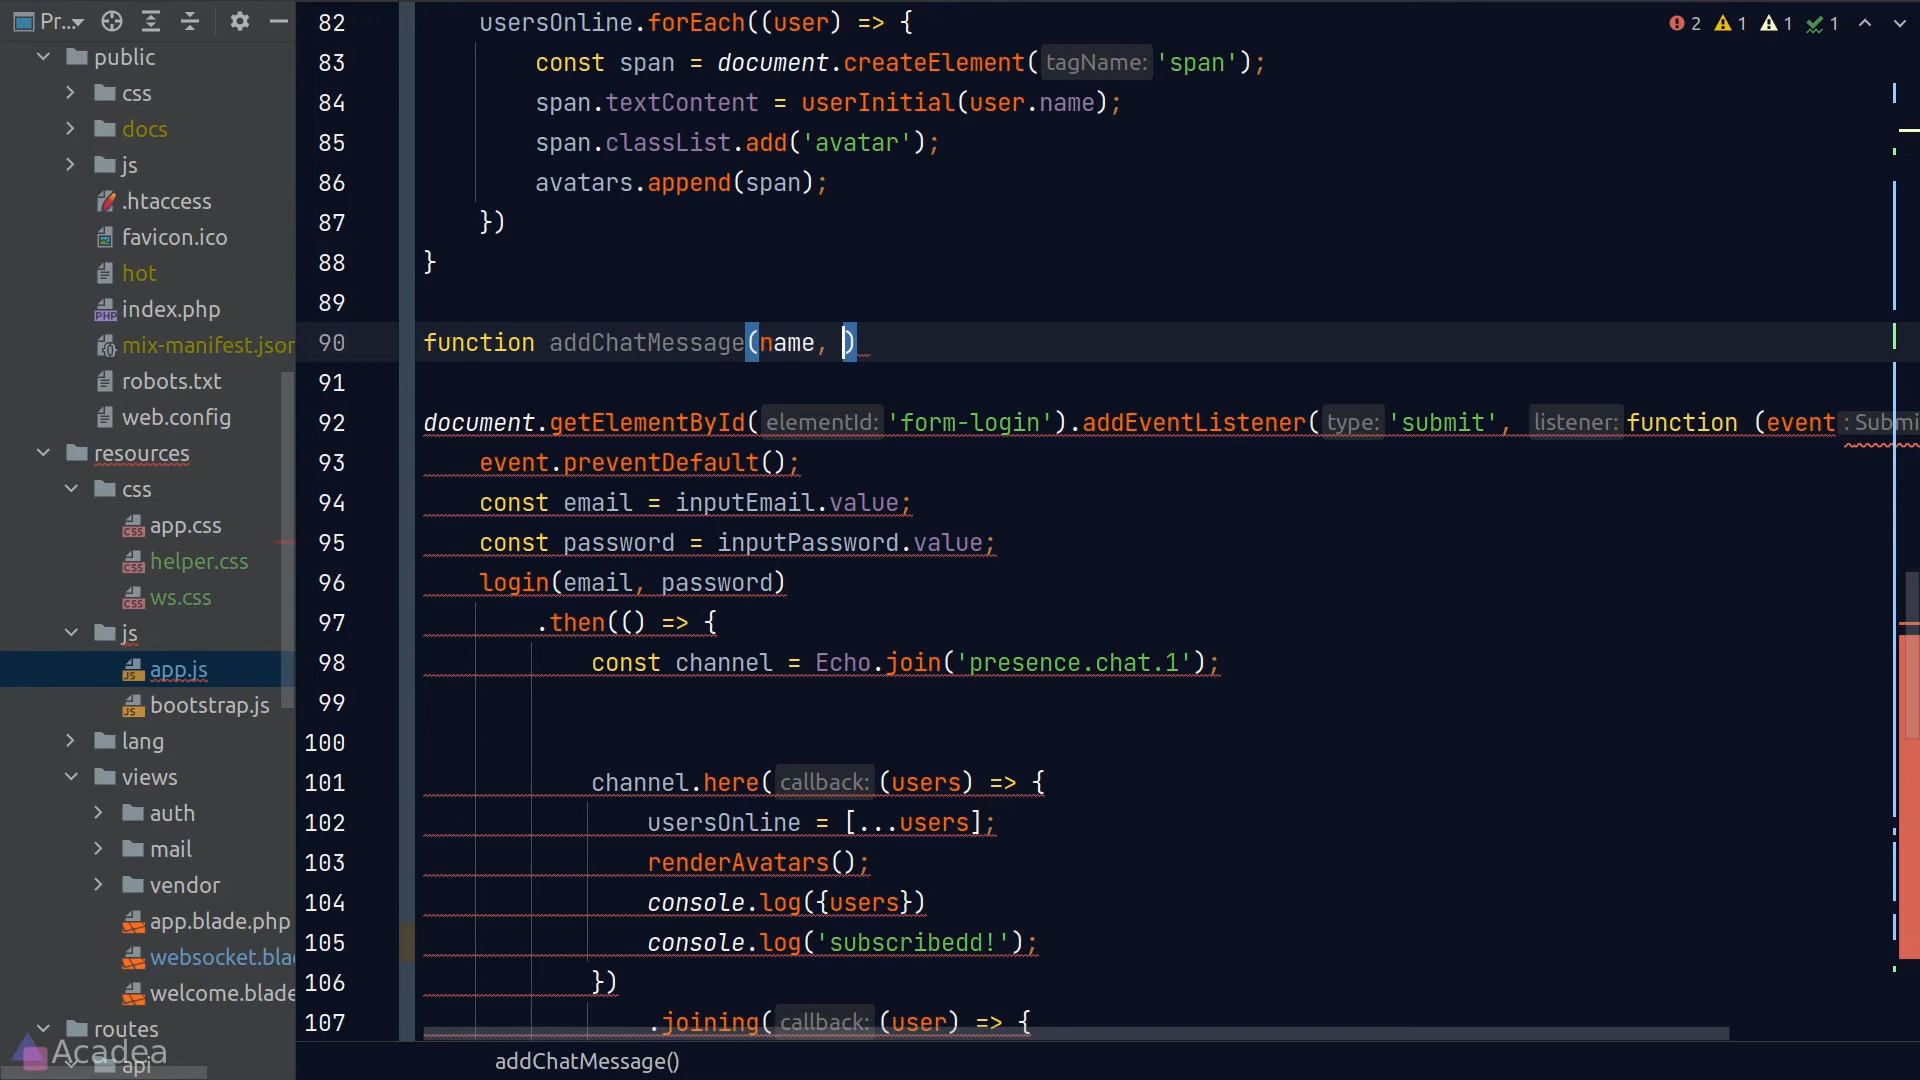 Pr...
2 1 1 1
public
css
docs
js
.htaccess
favicon.ico
hot
index.php
mix-manifest.json
robots.txt
web.config
resources
css
app.css
helper.css
ws.css
js
app.js
bootstrap.js
lang
views
auth
mail
vendor
app.blade.php
websocket.bla
welcome.blade
routes
api
Acadea
82 usersOnline.forEach((user) => {
83 const span = document.createElement( tagName: 'span');
84 span.textContent = userInitial(user.name);
85 span.classList.add('avatar');
86 avatars.append(span);
87 })
88 }
89
90 function addChatMessage(name, )
91
92 document.getElementById( elementId: 'form-login').addEventListener( type: 'submit', listener: function (event : Submi
93 event.preventDefault();
94 const email = inputEmail.value;
95 const password = inputPassword.value;
96 login(email, password)
97 .then(() => {
98 const channel = Echo.join('presence.chat.1');
99
100
101 channel.here( callback: (users) => {
102 usersOnline = [...users];
103 renderAvatars();
104 console.log({users})
105 console.log('subscribedd!');
106 })
107 .joining( callback: (user) => {
addChatMessage()